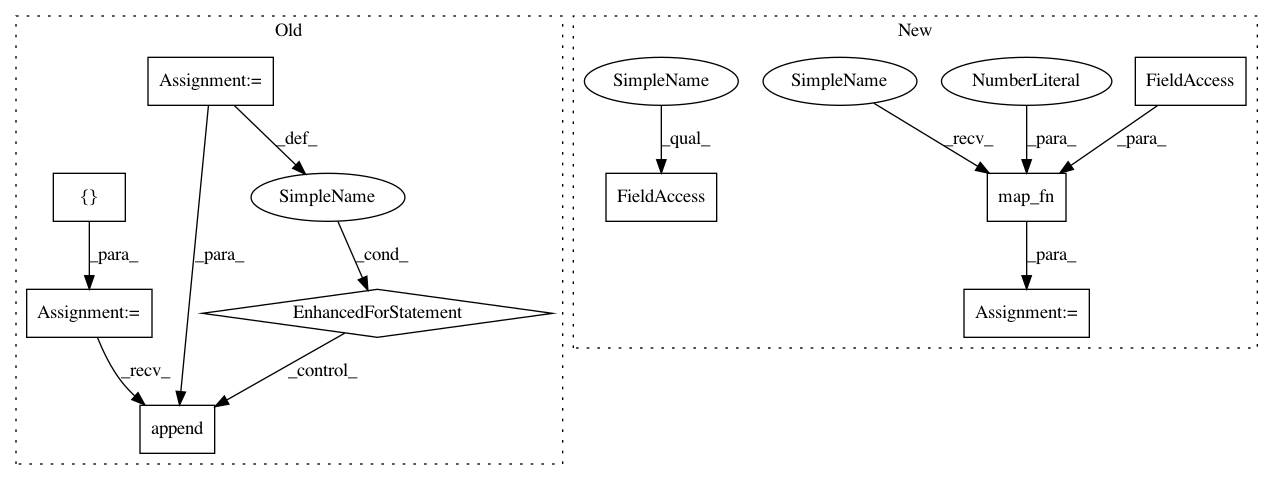 Old
New
Assignment:=
SimpleName
SimpleName
NumberLiteral
FieldAccess
_def_
_qual_
_recv_
_para_
_para_
{}
SimpleName
FieldAccess
map_fn
_para_
_para_
_cond_
_para_
Assignment:=
EnhancedForStatement
Assignment:=
_recv_
_control_
append